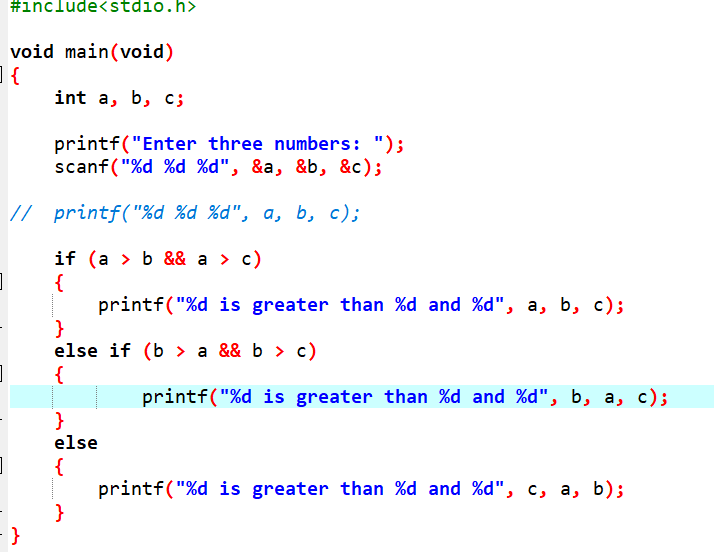 #include<stdio.h>
void main(void)
{
    int a, b, c;
    printf("Enter three numbers: ");
    scanf("%d %d %d", &a, &b, &c);
//  printf("%d %d %d", a, b, c);
    if (a > b && a > c)
    {
        printf("%d is greater than %d and %d", a, b, c);
    }
    else if (b > a && b > c)
    {
            printf("%d is greater than %d and %d", b, a, c);
    }
    else
    {
        printf("%d is greater than %d and %d", c, a, b);
    }
}